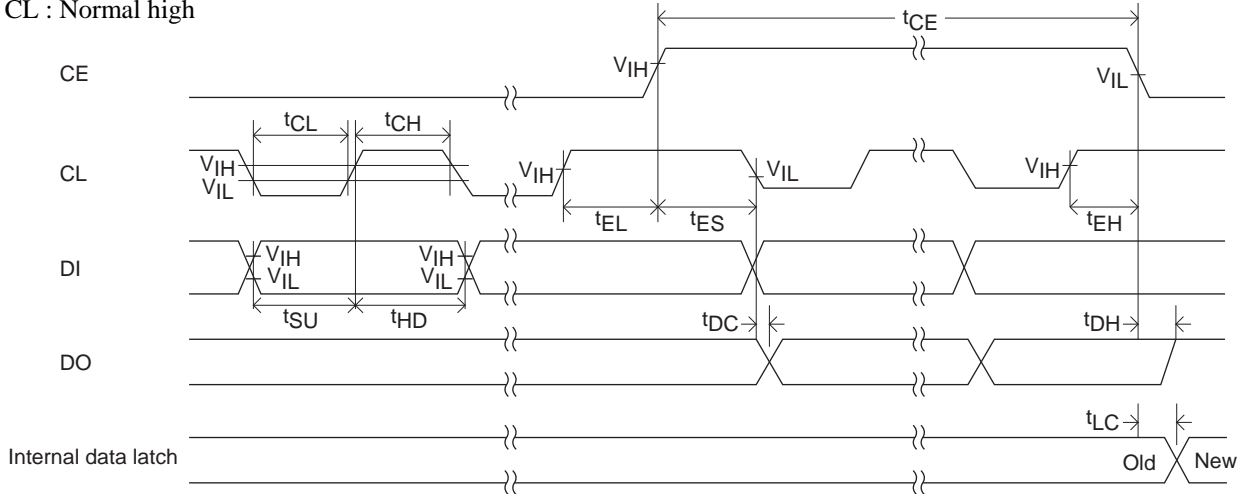 CL : Normal high
tCE
CE
VIH
VIL
tCL
tCH
CL
VIH
VIL
VIH
VIL
VIH
tEL
tES
tEH
DI
VIH
VIL
VIH
VIL
tSU
tHD
tDC
tDH
DO
tLC
Internal data latch
Old
New